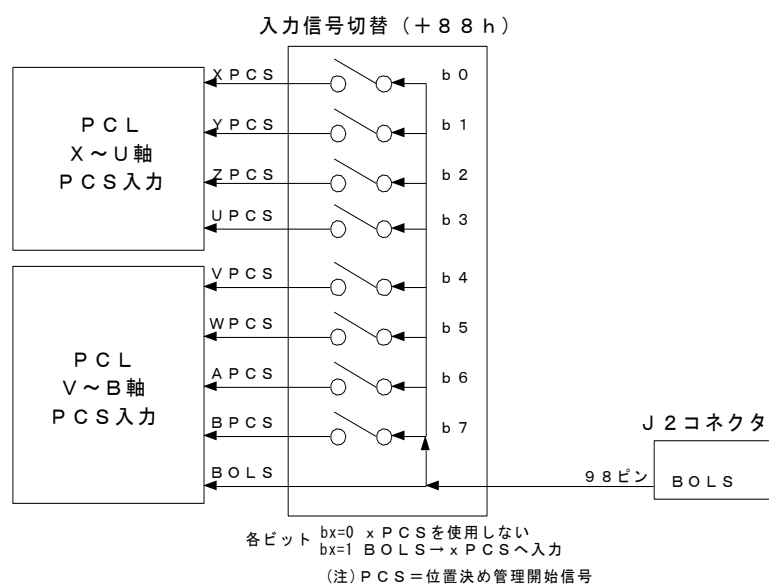 入力信号切替（＋８８ｈ）
ＰＣＬ
Ｘ～Ｕ軸
ＰＣＳ入力
ＸＰＣＳ
ｂ０
ＹＰＣＳ
ｂ１
ＺＰＣＳ
ｂ２
ＵＰＣＳ
ｂ３
ＰＣＬ
Ｖ～Ｂ軸
ＰＣＳ入力
ＶＰＣＳ
ｂ４
ＷＰＣＳ
ｂ５
ＡＰＣＳ
ｂ６
ＢＰＣＳ
ｂ７
ＢＯＬＳ
Ｊ２コネクタ
９８ピン
ＢＯＬＳ
各ビット
bx=0 ｘＰＣＳを使用しない
bx=1 ＢＯＬＳ→ｘＰＣＳへ入力
(注)ＰＣＳ＝位置決め管理開始信号